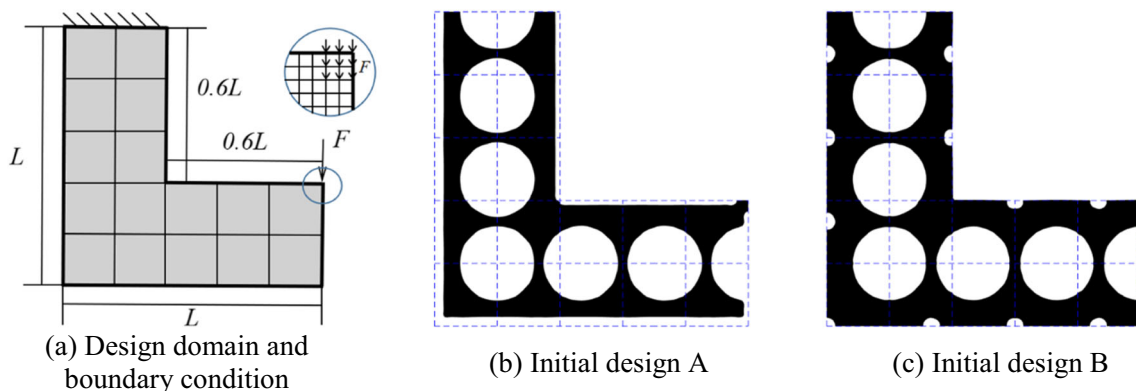 F
0.6L
F
L
0.6L
L
(a) Design domain and
boundary condition
(b) Initial design A
(c) Initial design B